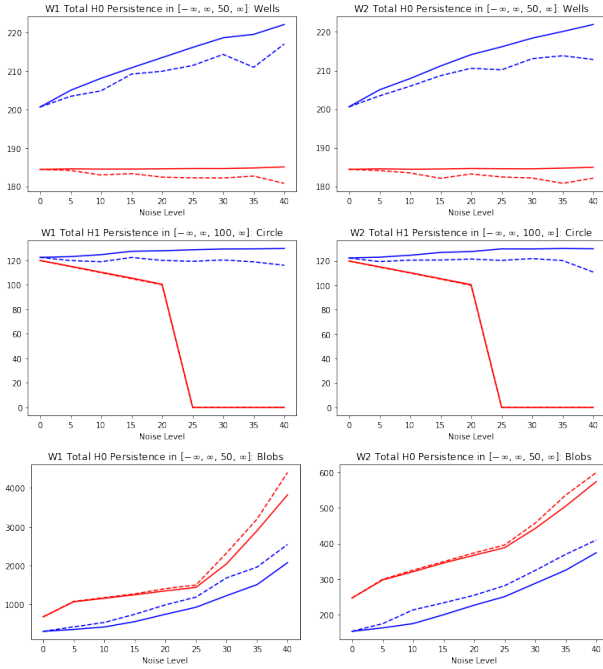 W1 Total H0 Persistence in [−∞, ∞, 50, ∞]: Wells
220
210
200
190
180
0 5 10 15 20 25 30 35 40
Noise Level
W2 Total H0 Persistence in [−∞, ∞, 50, ∞]: Wells
220
210
200
190
180
0 5 10 15 20 25 30 35 40
Noise Level
W1 Total H1 Persistence in [−∞, ∞, 100, ∞]: Circle
120
100
80
60
40
20
0
0 5 10 15 20 25 30 35 40
Noise Level
W2 Total H1 Persistence in [−∞, ∞, 100, ∞]: Circle
120
100
80
60
40
20
0
0 5 10 15 20 25 30 35 40
Noise Level
W1 Total H0 Persistence in [−∞, ∞, 50, ∞]: Blobs
4000
3000
2000
1000
0 5 10 15 20 25 30 35 40
Noise Level
W2 Total H0 Persistence in [−∞, ∞, 50, ∞]: Blobs
600
500
400
300
200
0 5 10 15 20 25 30 35 40
Noise Level